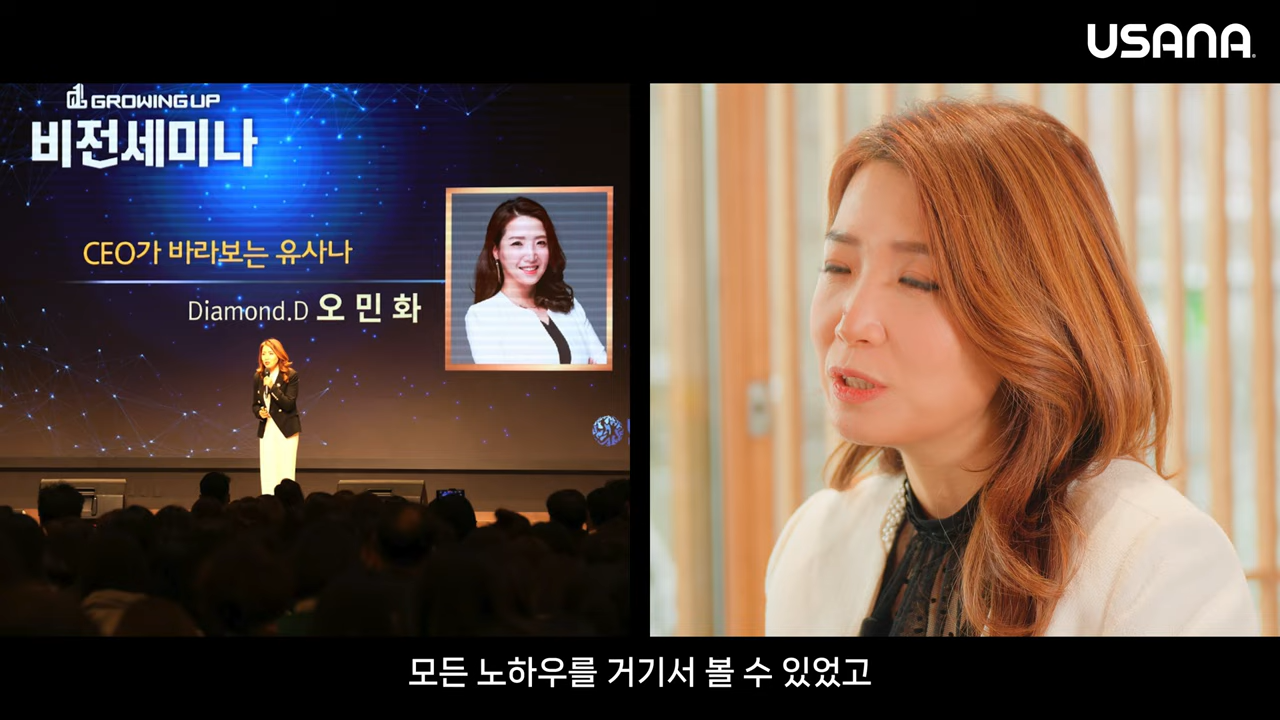 USANA
GROWING UP
비전세미나
CEO가 바라보는 유사나
Diamond.D 오민화
모든 노하우를 거기서 볼 수 있었고